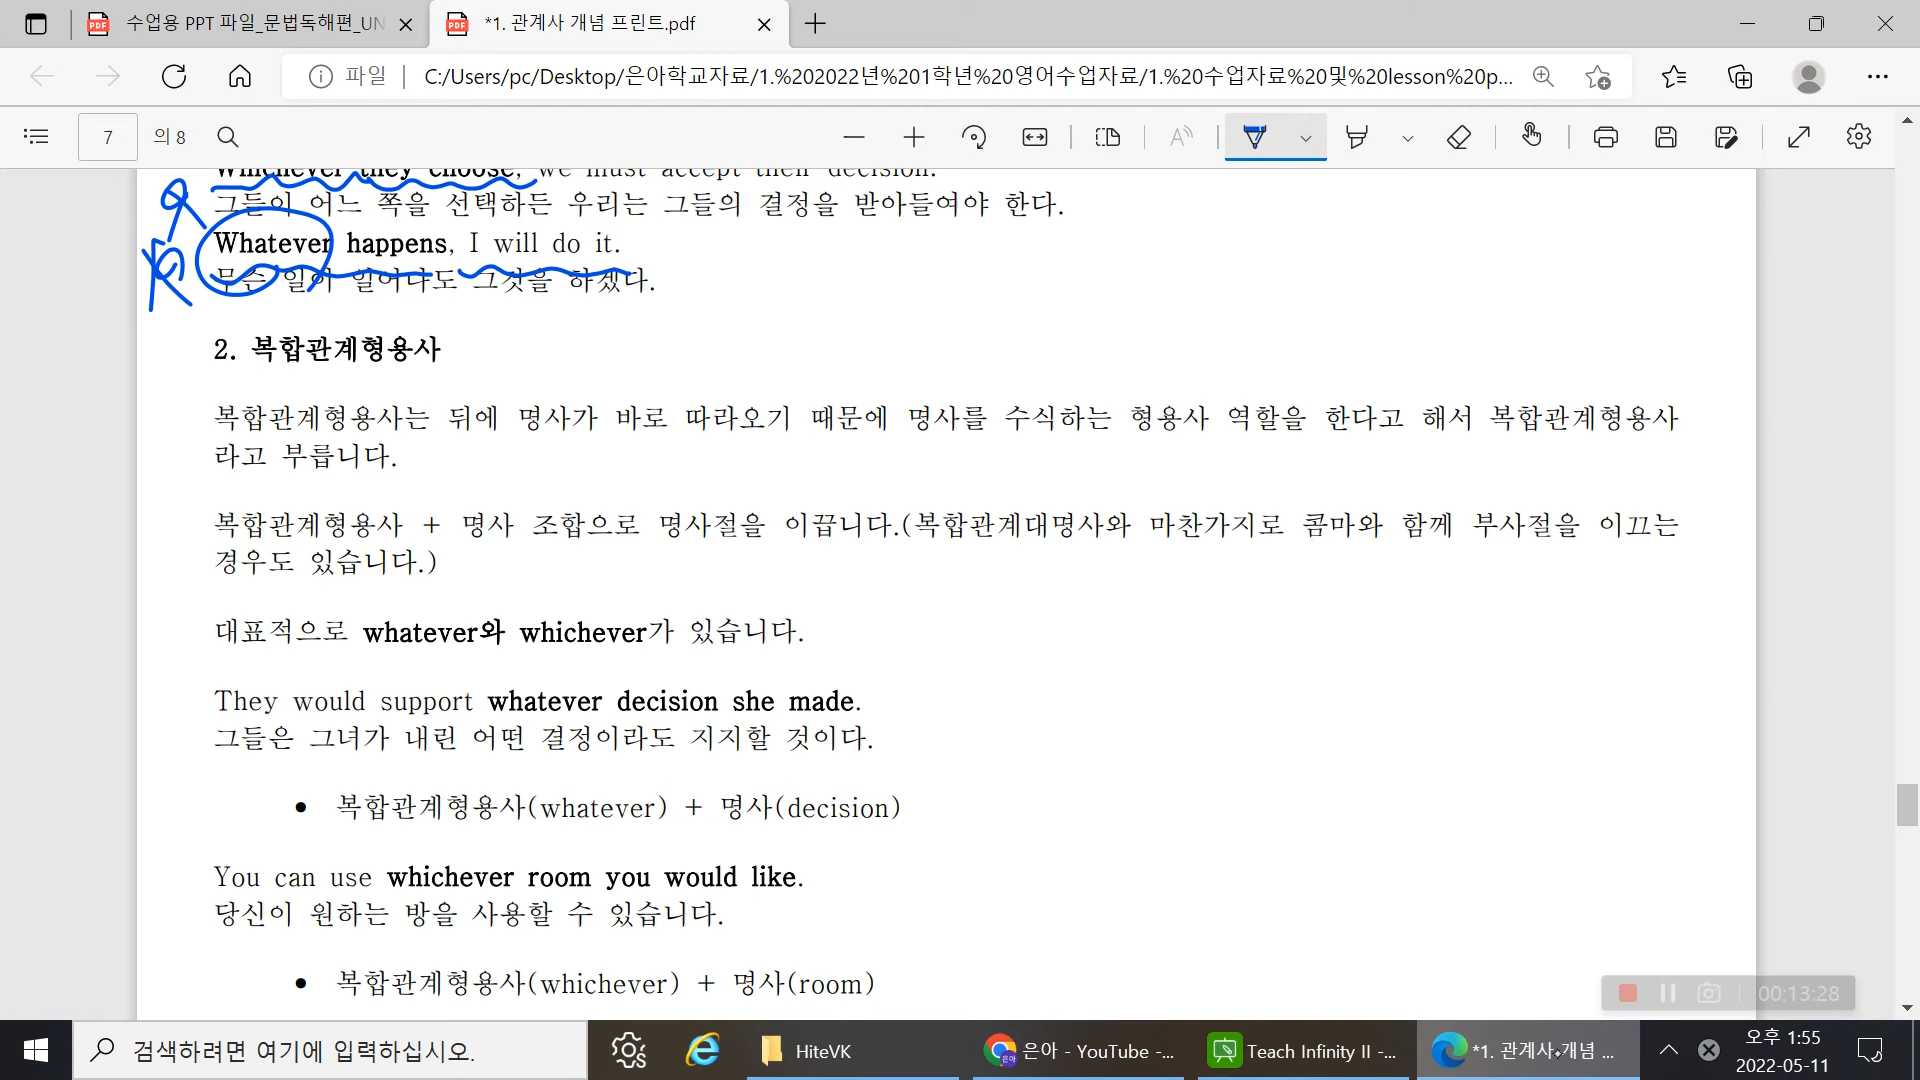 수업용 PPT 파일_문법독해편_UN
*1. 관계사 개념 프린트.pdf
파일
C:/Users/pc/Desktop/은아학교자료/1.%202022년%201학년%20영어수업자료/1.%20수업자료%20및%20lesson%20p...
7 의 8
Whichever they choose, we must accept their decision.
그들이 어느 쪽을 선택하든 우리는 그들의 결정을 받아들여야 한다.
Whatever happens, I will do it.
무슨 일이 일어나도 그것을 하겠다.
2. 복합관계형용사
복합관계형용사는 뒤에 명사가 바로 따라오기 때문에 명사를 수식하는 형용사 역할을 한다고 해서 복합관계형용사
라고 부릅니다.
복합관계형용사 + 명사 조합으로 명사절을 이끕니다.(복합관계대명사와 마찬가지로 콤마와 함께 부사절을 이끄는
경우도 있습니다.)
대표적으로 whatever와 whichever가 있습니다.
They would support whatever decision she made.
그들은 그녀가 내린 어떤 결정이라도 지지할 것이다.
• 복합관계형용사(whatever) + 명사(decision)
You can use whichever room you would like.
당신이 원하는 방을 사용할 수 있습니다.
• 복합관계형용사(whichever) + 명사(room)
00:13:28
검색하려면 여기에 입력하십시오.
HiteVK
은아 - YouTube -...
Teach Infinity II -...
*1. 관계사 개념 ...
오후 1:55
2022-05-11